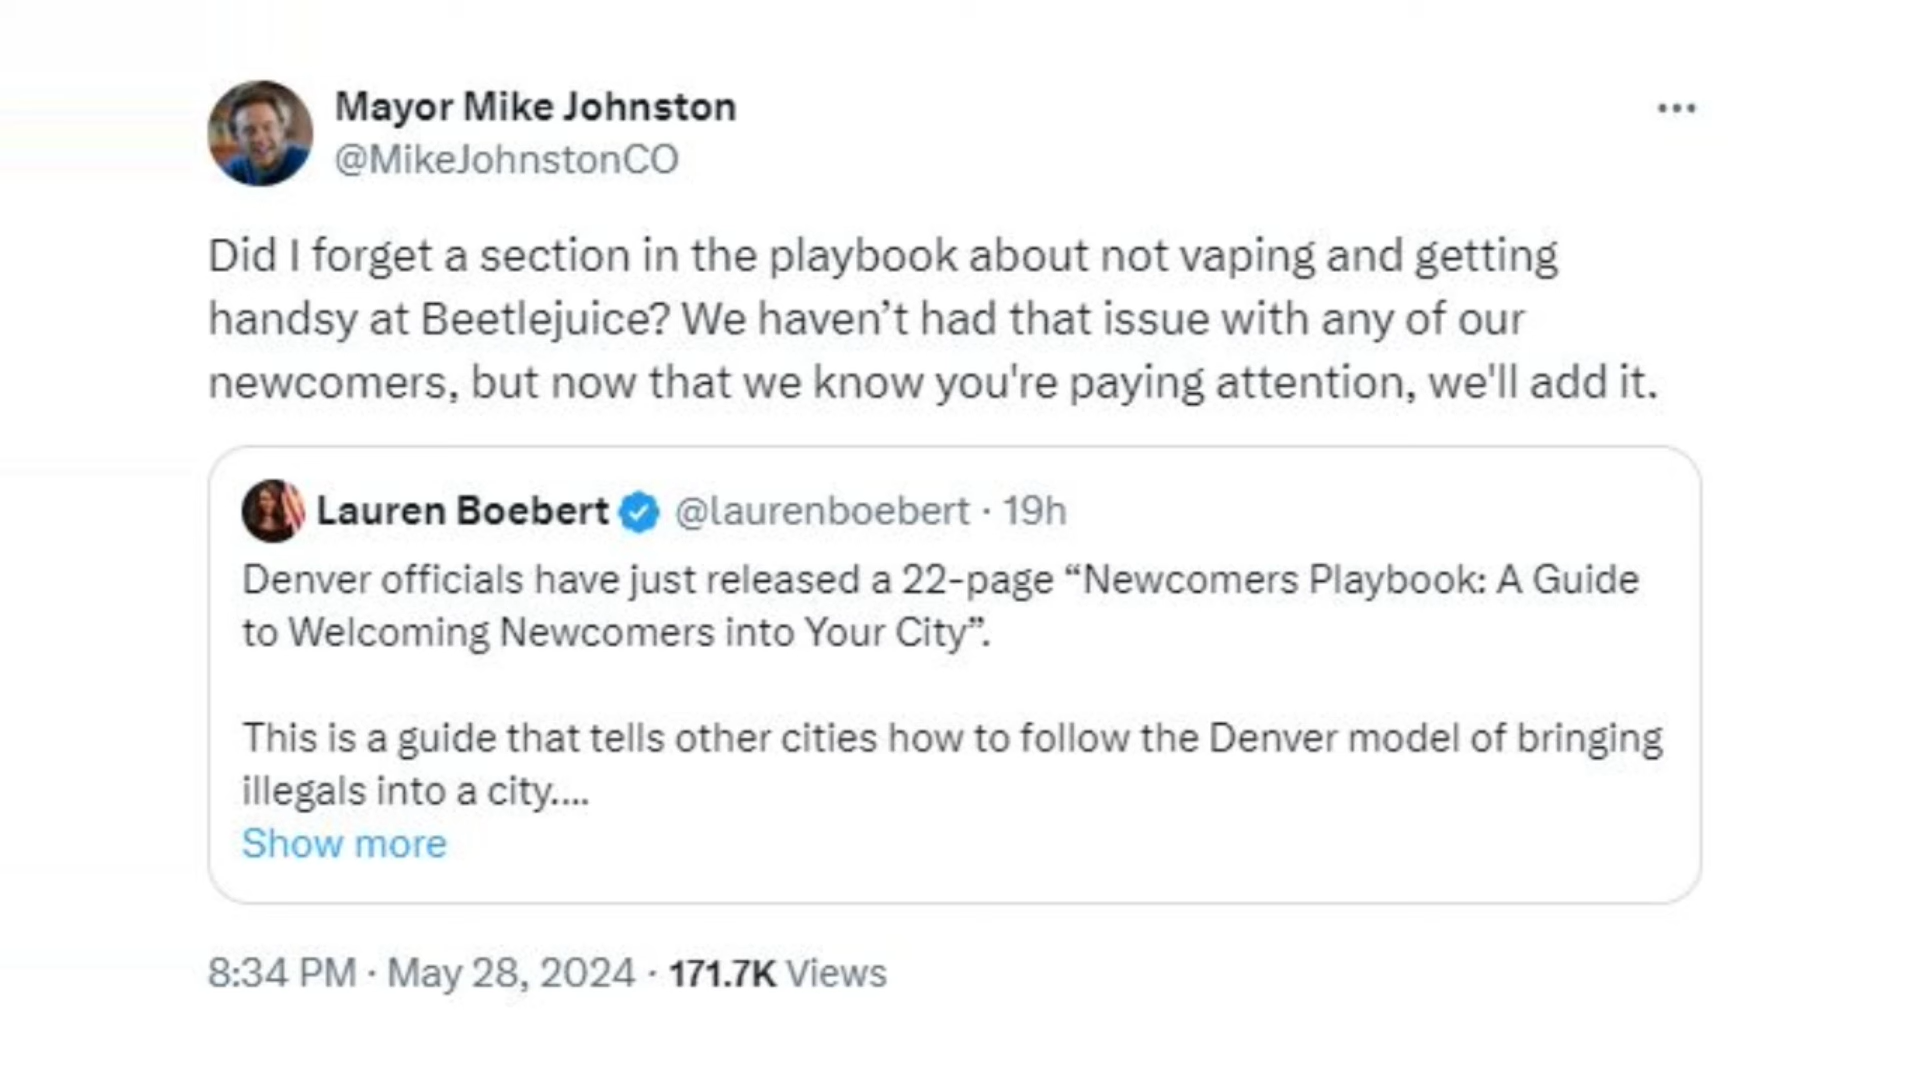 Mayor Mike Johnston
@MikeJohnstonCO
Did I forget a section in the playbook about not vaping and getting
handsy at Beetlejuice? We haven’t had that issue with any of our
newcomers, but now that we know you're paying attention, we'll add it.
Lauren Boebert @laurenboebert · 19h
Denver officials have just released a 22-page “Newcomers Playbook: A Guide
to Welcoming Newcomers into Your City”.
This is a guide that tells other cities how to follow the Denver model of bringing
illegals into a city....
Show more
8:34 PM · May 28, 2024 · 171.7K Views